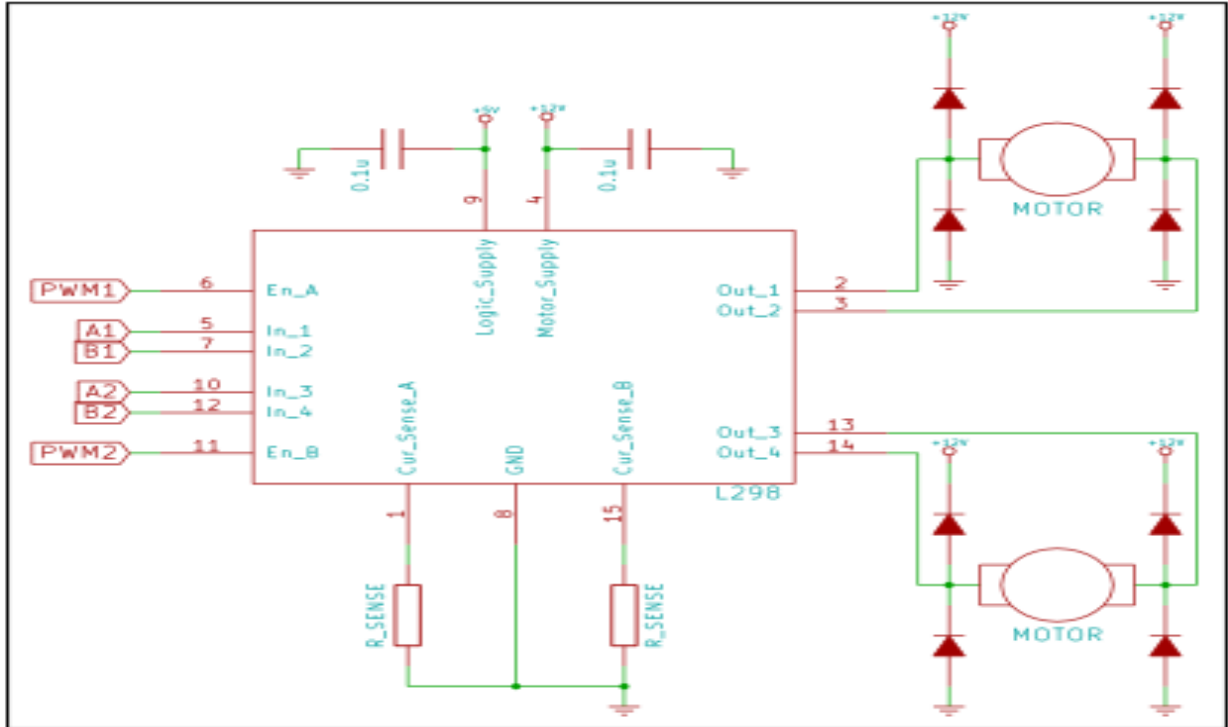 +12V
+12V
+5V
+12V
0.1u
0.1u
MOTOR
9
4
Logic_Supply
Motor_Supply
PWM1
6
En_A
Out_1
2
Out_2
3
A1
5
In_1
B1
7
In_2
A2
10
In_3
B2
12
In_4
PWM2
11
En_B
Cur_Sense_A
GND
Cur_Sense_B
Out_3
13
Out_4
14
+12V
+12V
L298
1
8
15
R_SENSE
R_SENSE
MOTOR